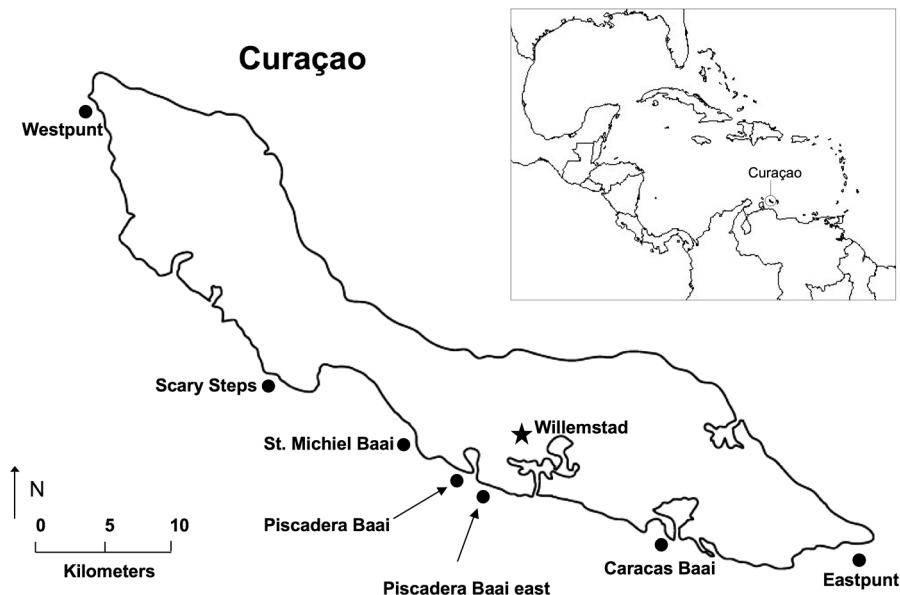 Curaçao
Curaçao
Westpunt
Scary Steps
Willemstad
St. Michiel Baai
N
Piscadera Baai
0 5 10
Kilometers
Caracas Baai
Piscadera Baai east
Eastpunt